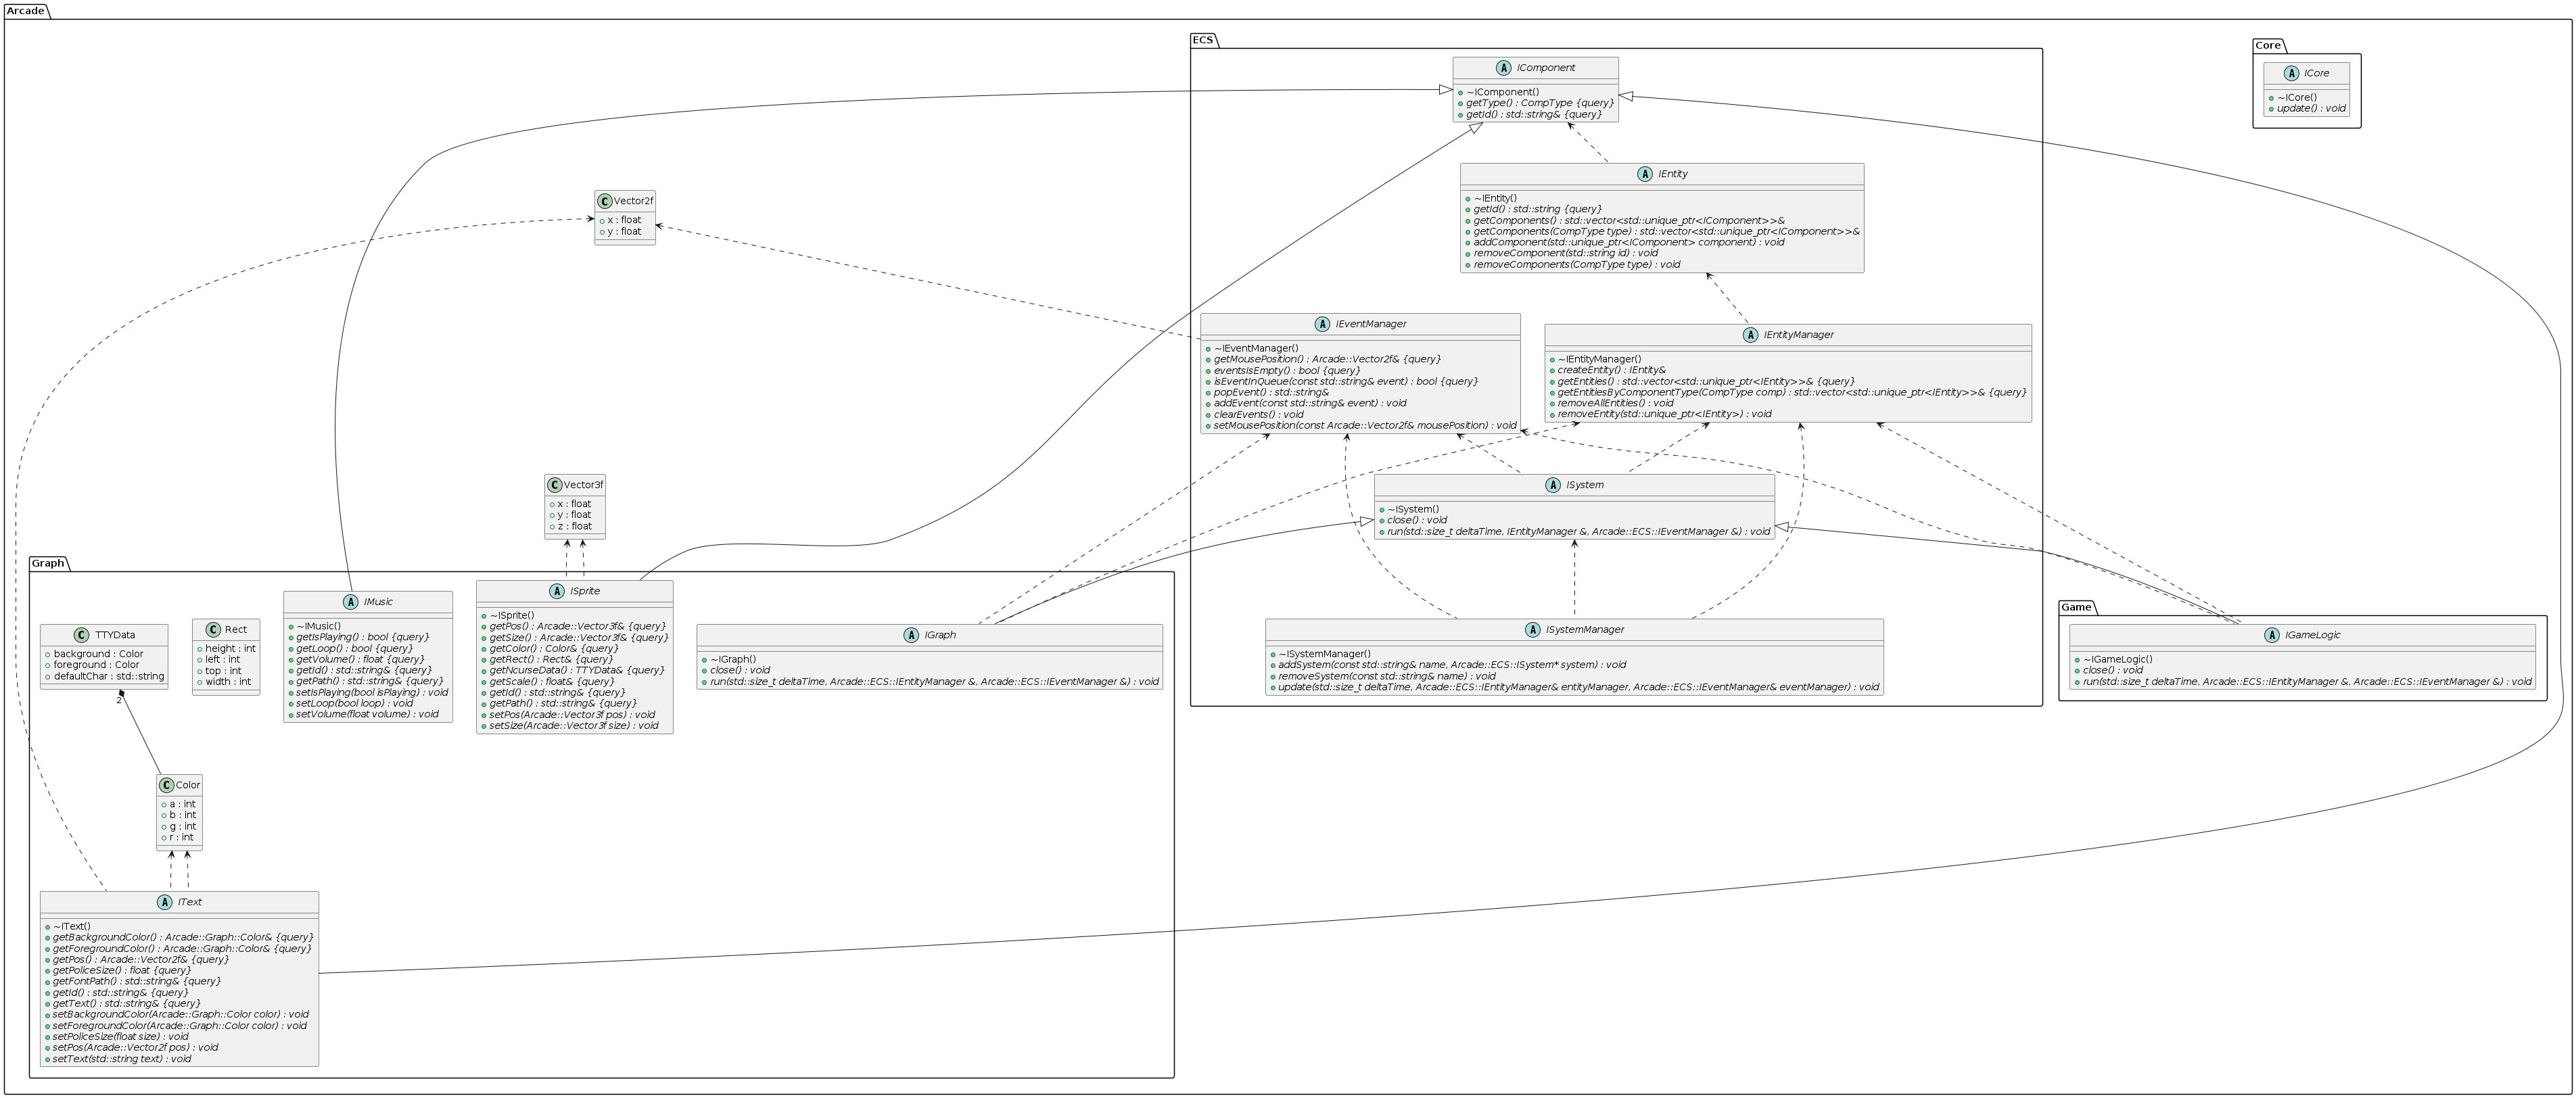 Arcade
ECS
Core
A IComponent
~IComponent()
getType() : CompType {query}
getId() : std::string& {query}
A ICore
~ICore()
update() : void
A IEntity
~IEntity()
getId() : std::string {query}
getComponents() : std::vector<std::unique_ptr<IComponent>>&
getComponents(CompType type) : std::vector<std::unique_ptr<IComponent>>&
addComponent(std::unique_ptr<IComponent> component) : void
removeComponent(std::string id) : void
removeComponents(CompType type) : void
C Vector2f
x : float
y : float
A IEventManager
~IEventManager()
getMousePosition() : Arcade::Vector2f& {query}
eventsIsEmpty() : bool {query}
isEventInQueue(const std::string& event) : bool {query}
popEvent() : std::string&
addEvent(const std::string& event) : void
clearEvents() : void
setMousePosition(const Arcade::Vector2f& mousePosition) : void
A IEntityManager
~IEntityManager()
createEntity() : IEntity&
getEntities() : std::vector<std::unique_ptr<IEntity>>& {query}
getEntitiesByComponentType(CompType comp) : std::vector<std::unique_ptr<IEntity>>& {query}
removeAllEntities() : void
removeEntity(std::unique_ptr<IEntity>) : void
C Vector3f
x : float
y : float
z : float
A ISystem
~ISystem()
close() : void
run(std::size_t deltaTime, IEntityManager &, Arcade::ECS::IEventManager &) : void
Graph
C TTYData
background : Color
foreground : Color
defaultChar : std::string
2
C Rect
height : int
left : int
top : int
width : int
A IMusic
~IMusic()
getIsPlaying() : bool {query}
getLoop() : bool {query}
getVolume() : float {query}
getId() : std::string& {query}
getPath() : std::string& {query}
setIsPlaying(bool isPlaying) : void
setLoop(bool loop) : void
setVolume(float volume) : void
A ISprite
~ISprite()
getPos() : Arcade::Vector3f& {query}
getSize() : Arcade::Vector3f& {query}
getColor() : Color& {query}
getRect() : Rect& {query}
getNcurseData() : TTYData& {query}
getScale() : float& {query}
getId() : std::string& {query}
getPath() : std::string& {query}
setPos(Arcade::Vector3f pos) : void
setSize(Arcade::Vector3f size) : void
A IGraph
~IGraph()
close() : void
run(std::size_t deltaTime, Arcade::ECS::IEntityManager &, Arcade::ECS::IEventManager &) : void
A ISystemManager
~ISystemManager()
addSystem(const std::string& name, Arcade::ECS::ISystem* system) : void
removeSystem(const std::string& name) : void
update(std::size_t deltaTime, Arcade::ECS::IEntityManager& entityManager, Arcade::ECS::IEventManager& eventManager) : void
Game
A IGameLogic
~IGameLogic()
close() : void
run(std::size_t deltaTime, Arcade::ECS::IEntityManager &, Arcade::ECS::IEventManager &) : void
C Color
a : int
b : int
g : int
r : int
A IText
~IText()
getBackgroundColor() : Arcade::Graph::Color& {query}
getForegroundColor() : Arcade::Graph::Color& {query}
getPos() : Arcade::Vector2f& {query}
getPoliceSize() : float {query}
getFontPath() : std::string& {query}
getId() : std::string& {query}
getText() : std::string& {query}
setBackgroundColor(Arcade::Graph::Color color) : void
setForegroundColor(Arcade::Graph::Color color) : void
setPoliceSize(float size) : void
setPos(Arcade::Vector2f pos) : void
setText(std::string text) : void